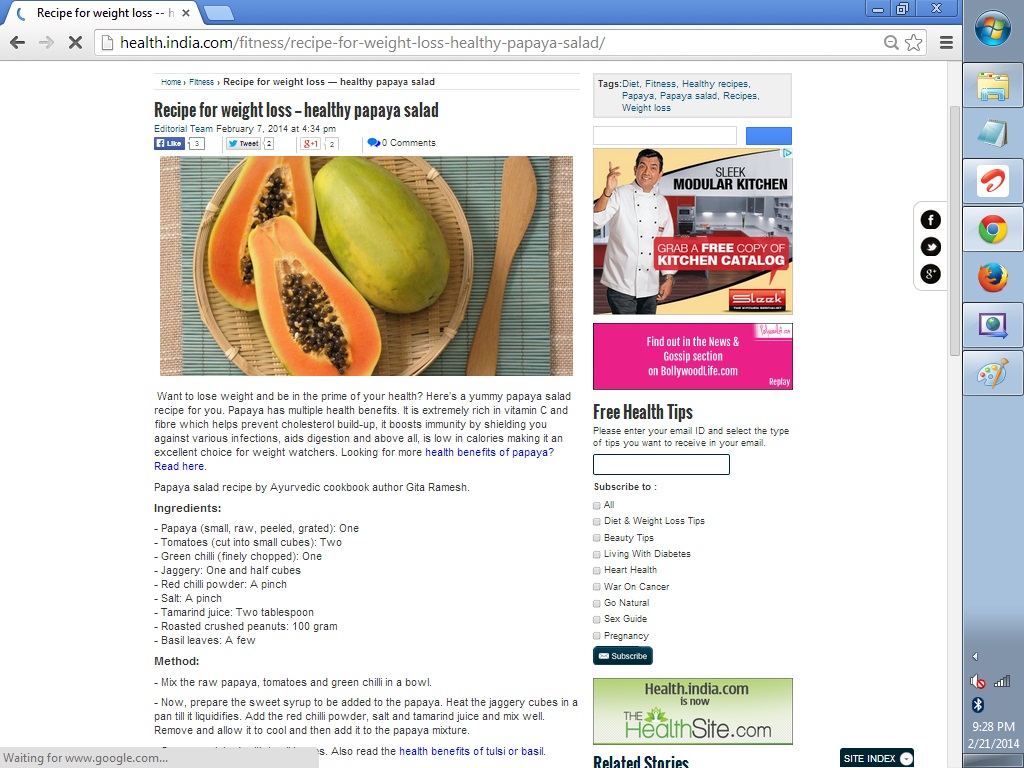 Recipe for weight loss -- h
health.india.com/fitness/recipe-for-weight-loss-healthy-papaya-salad/
Home › Fitness › Recipe for weight loss — healthy papaya salad
Recipe for weight loss – healthy papaya salad
Editorial Team February 7, 2014 at 4:34 pm
Like 3 Tweet 2 +1 2 0 Comments
Want to lose weight and be in the prime of your health? Here's a yummy papaya salad
recipe for you. Papaya has multiple health benefits. It is extremely rich in vitamin C and
fibre which helps prevent cholesterol build-up, it boosts immunity by shielding you
against various infections, aids digestion and above all, is low in calories making it an
excellent choice for weight watchers. Looking for more health benefits of papaya?
Read here.
Papaya salad recipe by Ayurvedic cookbook author Gita Ramesh.
Ingredients:
- Papaya (small, raw, peeled, grated): One
- Tomatoes (cut into small cubes): Two
- Green chilli (finely chopped): One
- Jaggery: One and half cubes
- Red chilli powder: A pinch
- Salt: A pinch
- Tamarind juice: Two tablespoon
- Roasted crushed peanuts: 100 gram
- Basil leaves: A few
Method:
- Mix the raw papaya, tomatoes and green chilli in a bowl.
- Now, prepare the sweet syrup to be added to the papaya. Heat the jaggery cubes in a
pan till it liquidifies. Add the red chilli powder, salt and tamarind juice and mix well.
Remove and allow it to cool and then add it to the papaya mixture.
Also read the health benefits of tulsi or basil.
Waiting for www.google.com...
Tags:Diet, Fitness, Healthy recipes,
Papaya, Papaya salad, Recipes,
Weight loss
SLEEK
MODULAR KITCHEN
GRAB A FREE COPY OF
KITCHEN CATALOG
Sleek
THE KITCHEN SPECIALIST
Find out in the News &
Gossip section
on BollywoodLife.com
Replay
Free Health Tips
Please enter your email ID and select the type
of tips you want to receive in your email.
Subscribe to :
All
Diet & Weight Loss Tips
Beauty Tips
Living With Diabetes
Heart Health
War On Cancer
Go Natural
Sex Guide
Pregnancy
Subscribe
Health.india.com
is now
THE HealthSite.com
Related Stories
SITE INDEX
9:28 PM
2/21/2014